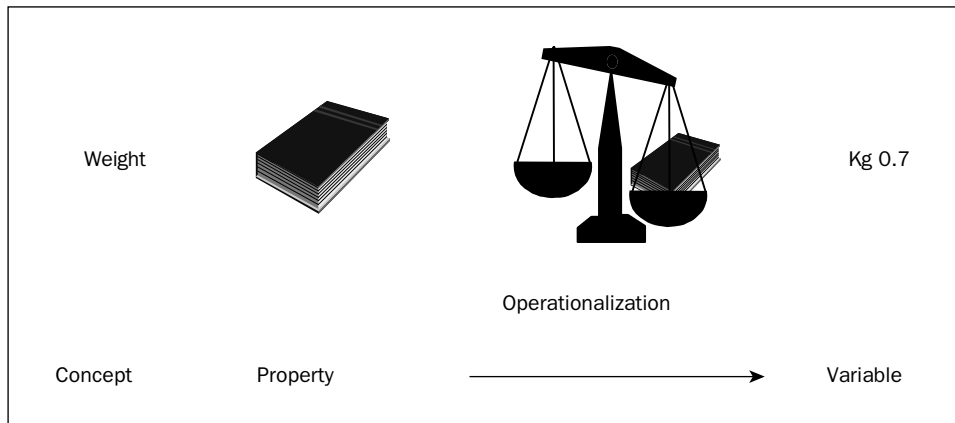 Weight
Kg 0.7
Operationalization
Concept
Property
Variable